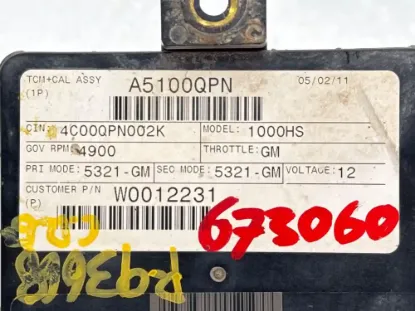 TCM+CAL ASSY A5100QPN 05/02/11
(1P)
CIN: 4C00QPN002K MODEL: 1000HS
GOV RPM: 4900 THROTTLE: GM
PRI MODE: 5321-GM SEC MODE: 5321-GM VOLTAGE: 12
CUSTOMER P/N W0012231
(P)
673060